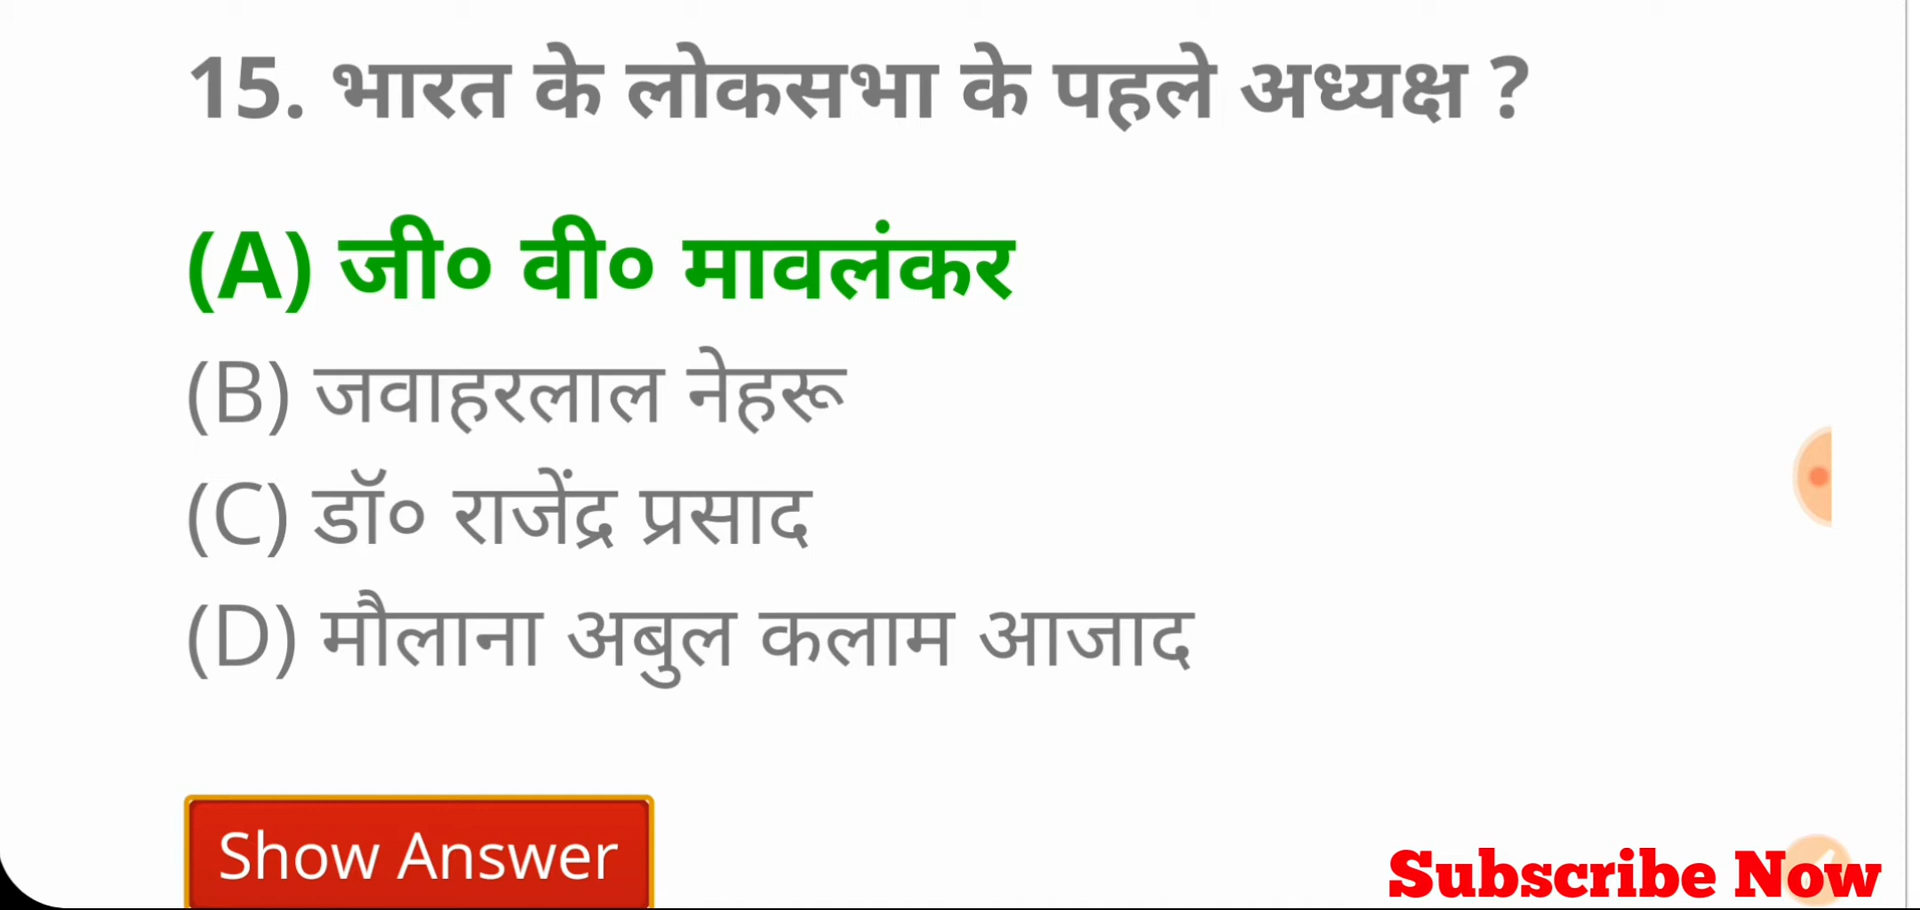 15. भारत के लोकसभा के पहले अध्यक्ष ?
(A) जी० वी० मावलंकर
(B) जवाहरलाल नेहरू
(C) डॉ० राजेंद्र प्रसाद
(D) मौलाना अबुल कलाम आजाद
Show Answer
Subscribe Now